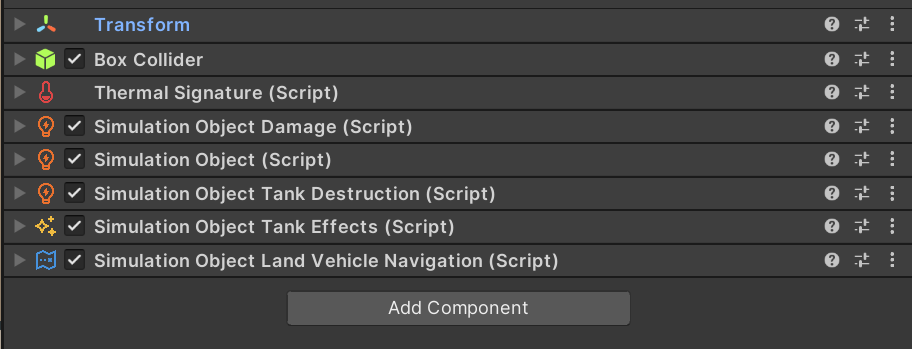 Transform
Box Collider
Thermal Signature (Script)
Simulation Object Damage (Script)
Simulation Object (Script)
Simulation Object Tank Destruction (Script)
Simulation Object Tank Effects (Script)
Simulation Object Land Vehicle Navigation (Script)
Add Component